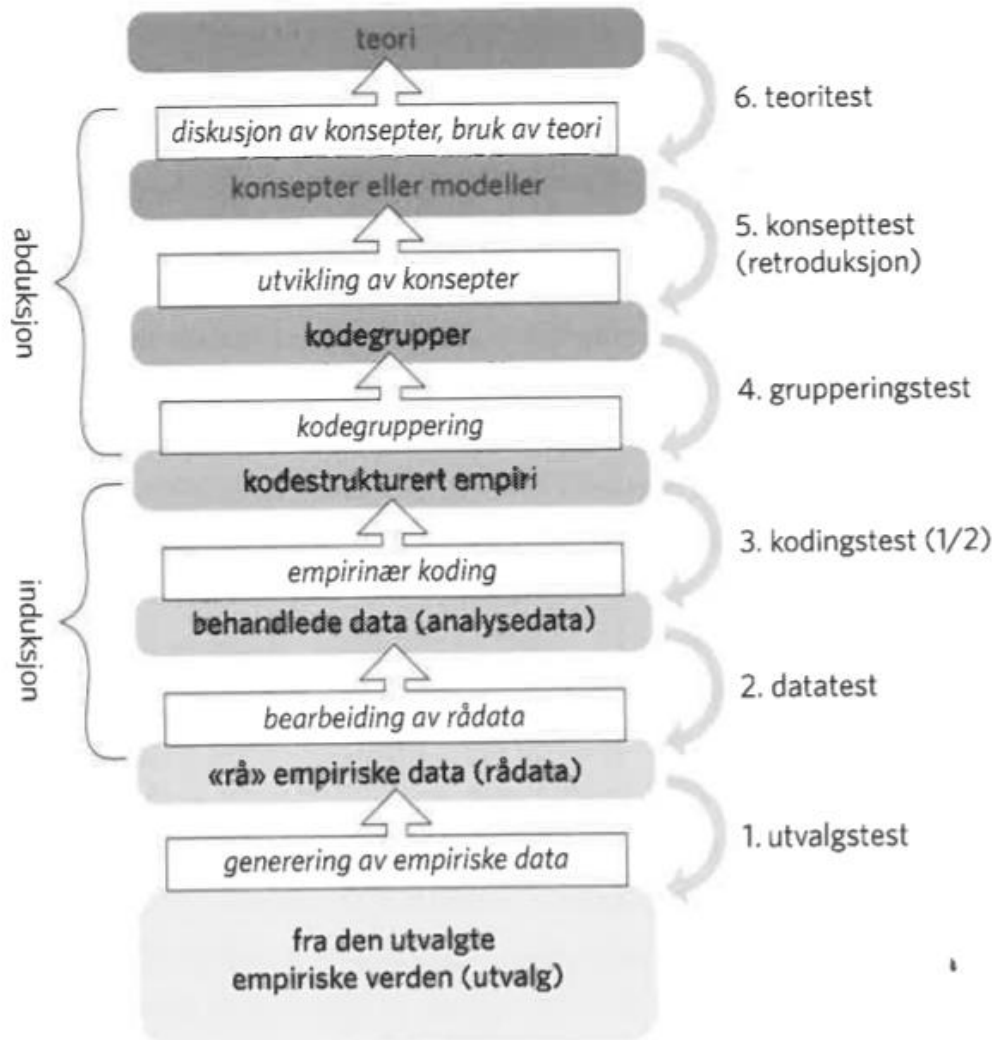 teori
6. teoritest
diskusjon av konsepter, bruk av teori
konsepter eller modeller
5. konsepttest
(retroduksjon)
utvikling av konsepter
abduksjon
kodegrupper
4. grupperingstest
kodegruppering
kodestrukturert empiri
3. kodingstest (1/2)
empirinær koding
behandlede data (analysedata)
induksjon
2. datatest
bearbeiding av rådata
«rå» empiriske data (rådata)
1. utvalgstest
generering av empiriske data
fra den utvalgte
empiriske verden (utvalg)